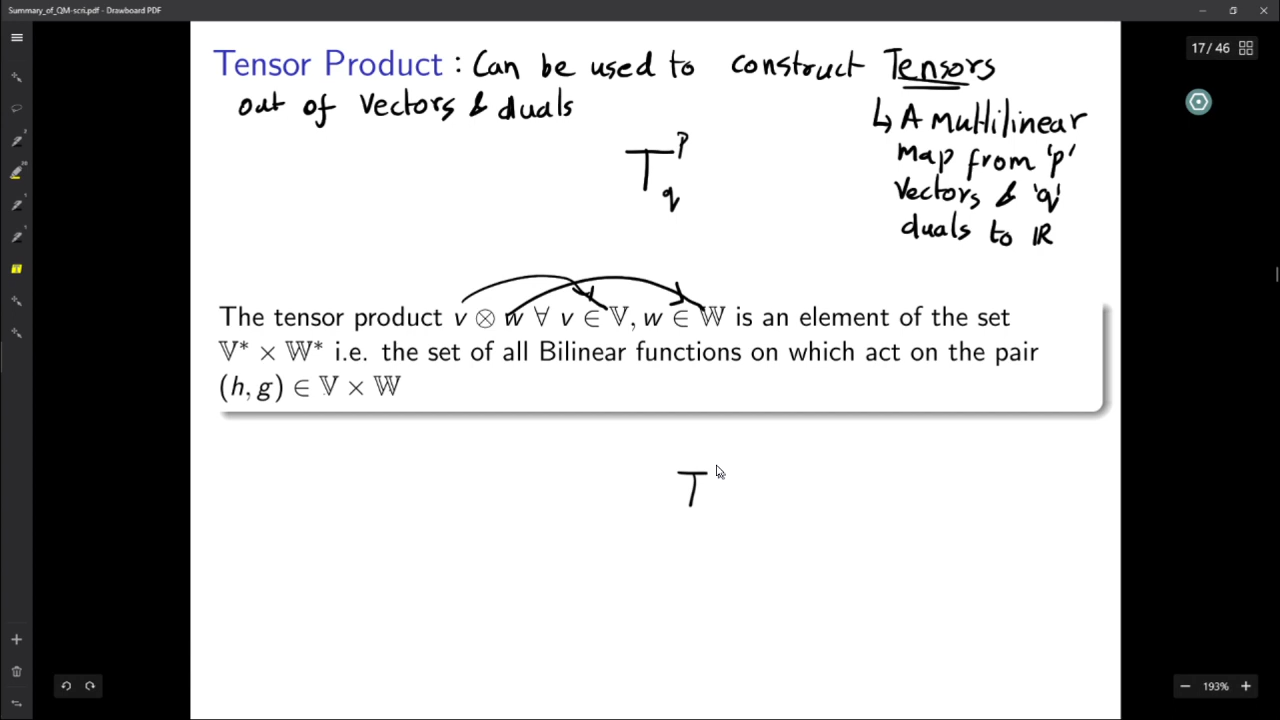 Summary_of_QM-scri.pdf - Drawboard PDF
17 / 46
Tensor Product : Can be used to construct Tensors
out of Vectors & duals
↳ A multilinear
map from 'p'
vectors & 'q'
duals to ℝ
T^p_q
The tensor product v ⊗ w ∀ v ∈ 𝕍, w ∈ 𝕎 is an element of the set
𝕍* × 𝕎* i.e. the set of all Bilinear functions on which act on the pair
(h, g) ∈ 𝕍 × 𝕎
T
193%